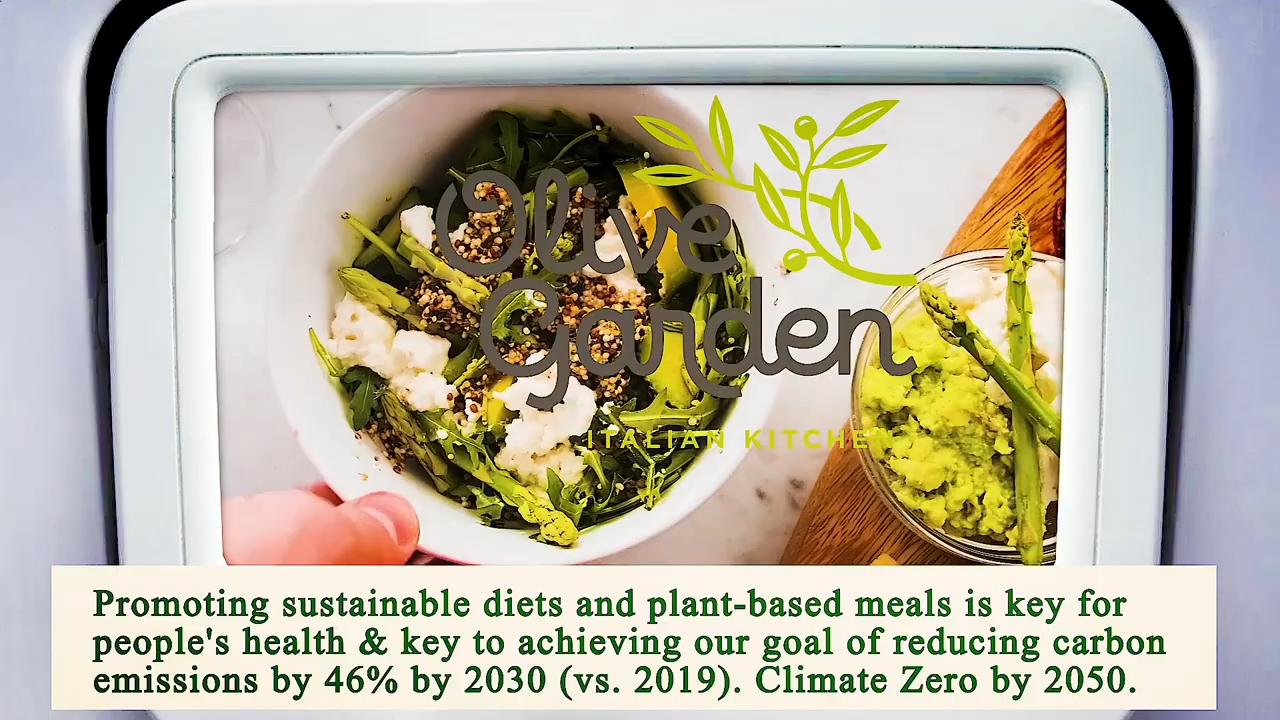 Olive
Garden
ITALIAN KITCHEN
Promoting sustainable diets and plant-based meals is key for
people's health & key to achieving our goal of reducing carbon
emissions by 46% by 2030 (vs. 2019). Climate Zero by 2050.